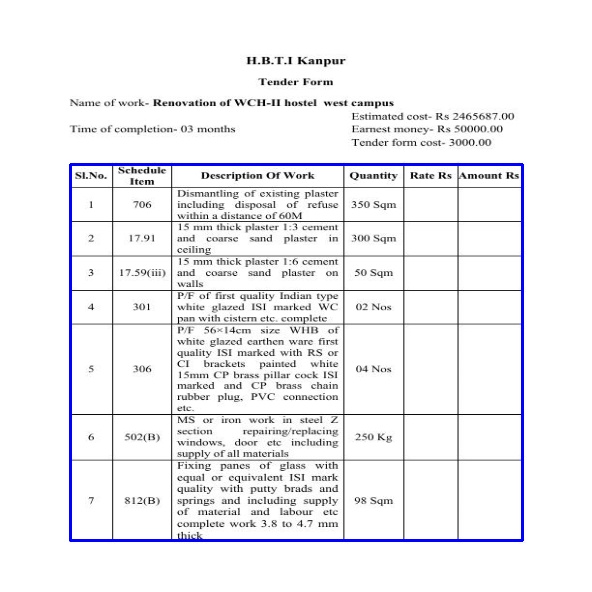 H.B.T.I Kanpur
Tender Form
Name of work- Renovation of WCH-II hostel west campus
Estimated cost- Rs 2465687.00
Time of completion- 03 months Earnest money- Rs 50000.00
Tender form cost- 3000.00
Sl.No. Schedule Item Description Of Work Quantity Rate Rs Amount Rs
1 706 Dismantling of existing plaster
including disposal of refuse
within a distance of 60M 350 Sqm
2 17.91 15 mm thick plaster 1:3 cement
and coarse sand plaster in
ceiling 300 Sqm
3 17.59(iii) 15 mm thick plaster 1:6 cement
and coarse sand plaster on
walls 50 Sqm
4 301 P/F of first quality Indian type
white glazed ISI marked WC
pan with cistern etc. complete 02 Nos
5 306 P/F 56×14cm size WHB of
white glazed earthen ware first
quality ISI marked with RS or
CI brackets painted white
15mm CP brass pillar cock ISI
marked and CP brass chain
rubber plug, PVC connection
etc. 04 Nos
6 502(B) MS or iron work in steel Z
section repairing/replacing
windows, door etc including
supply of all materials 250 Kg
7 812(B) Fixing panes of glass with
equal or equivalent ISI mark
quality with putty brads and
springs and including supply
of material and labour etc
complete work 3.8 to 4.7 mm
thick 98 Sqm